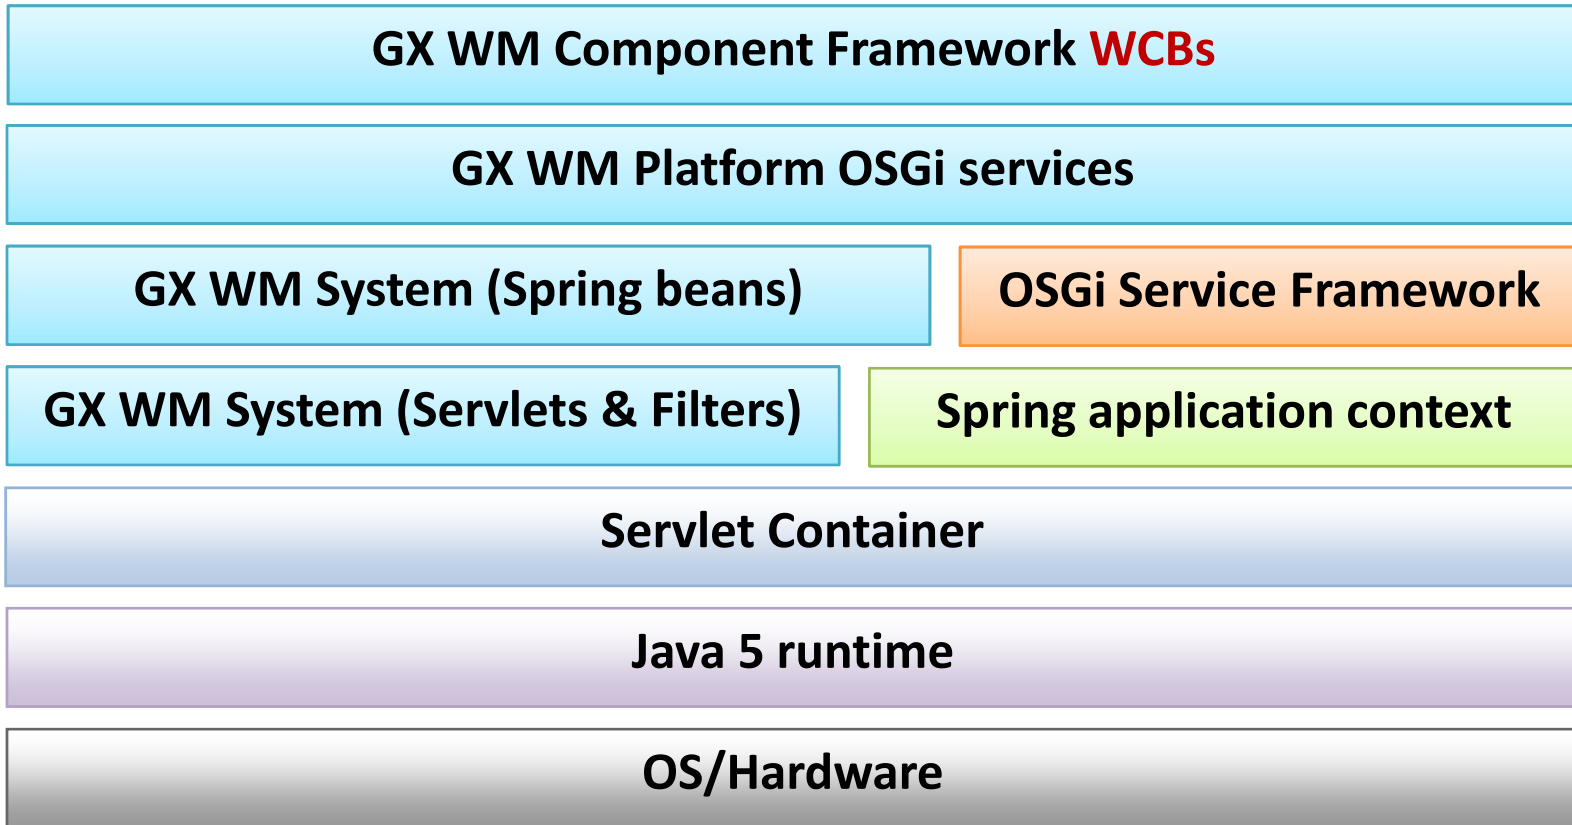 GX WM Component Framework WCBs
GX WM Platform OSGi services
GX WM System (Spring beans)
OSGi Service Framework
GX WM System (Servlets & Filters)
Spring application context
Servlet Container
Java 5 runtime
OS/Hardware